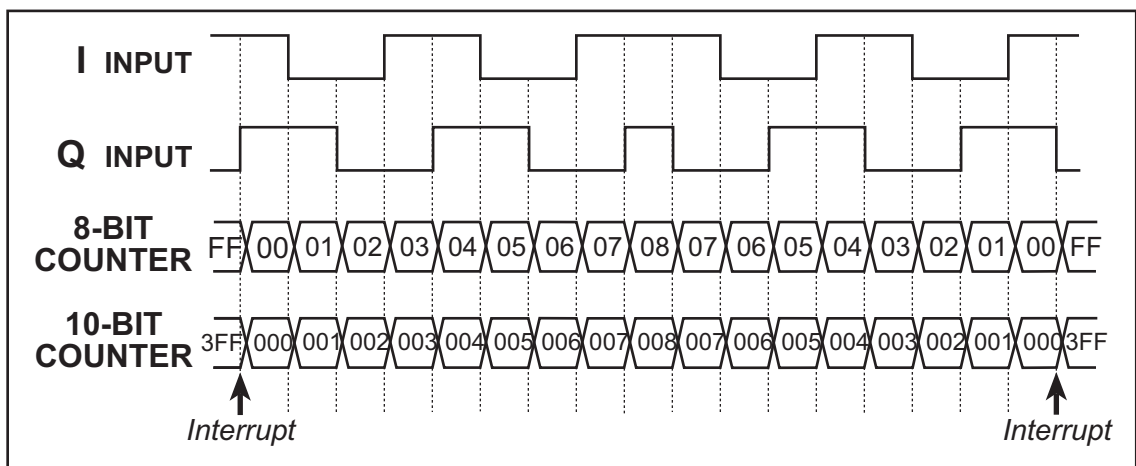 I INPUT
Q INPUT
8-BIT
COUNTER
FF 00 01 02 03 04 05 06 07 08 07 06 05 04 03 02 01 00 FF
10-BIT
COUNTER
3FF 000 001 002 003 004 005 006 007 008 007 006 005 004 003 002 001 000 3FF
Interrupt Interrupt